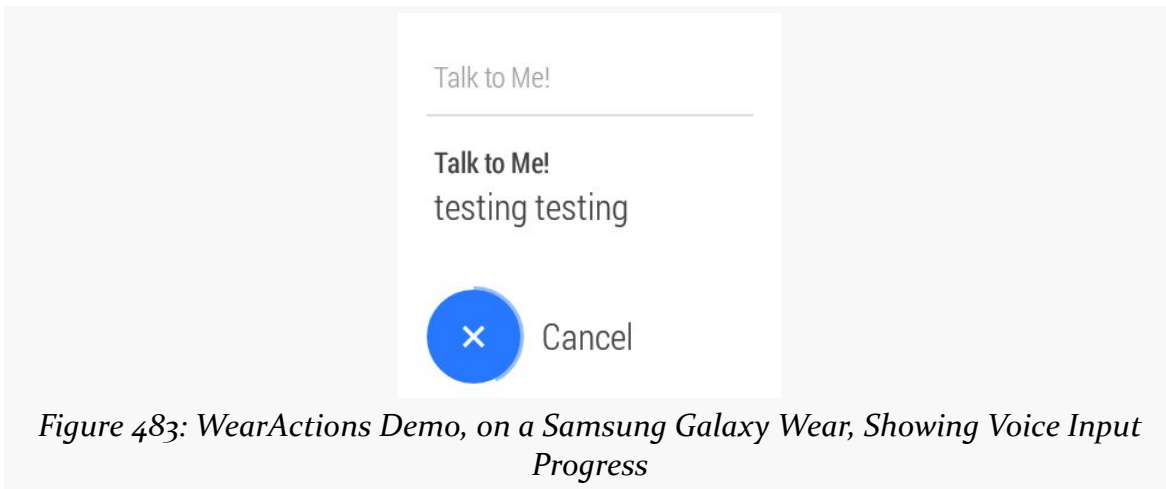 Talk to Me!
Talk to Me!
testing testing
Cancel
Figure 483: WearActions Demo, on a Samsung Galaxy Wear, Showing Voice Input
Progress